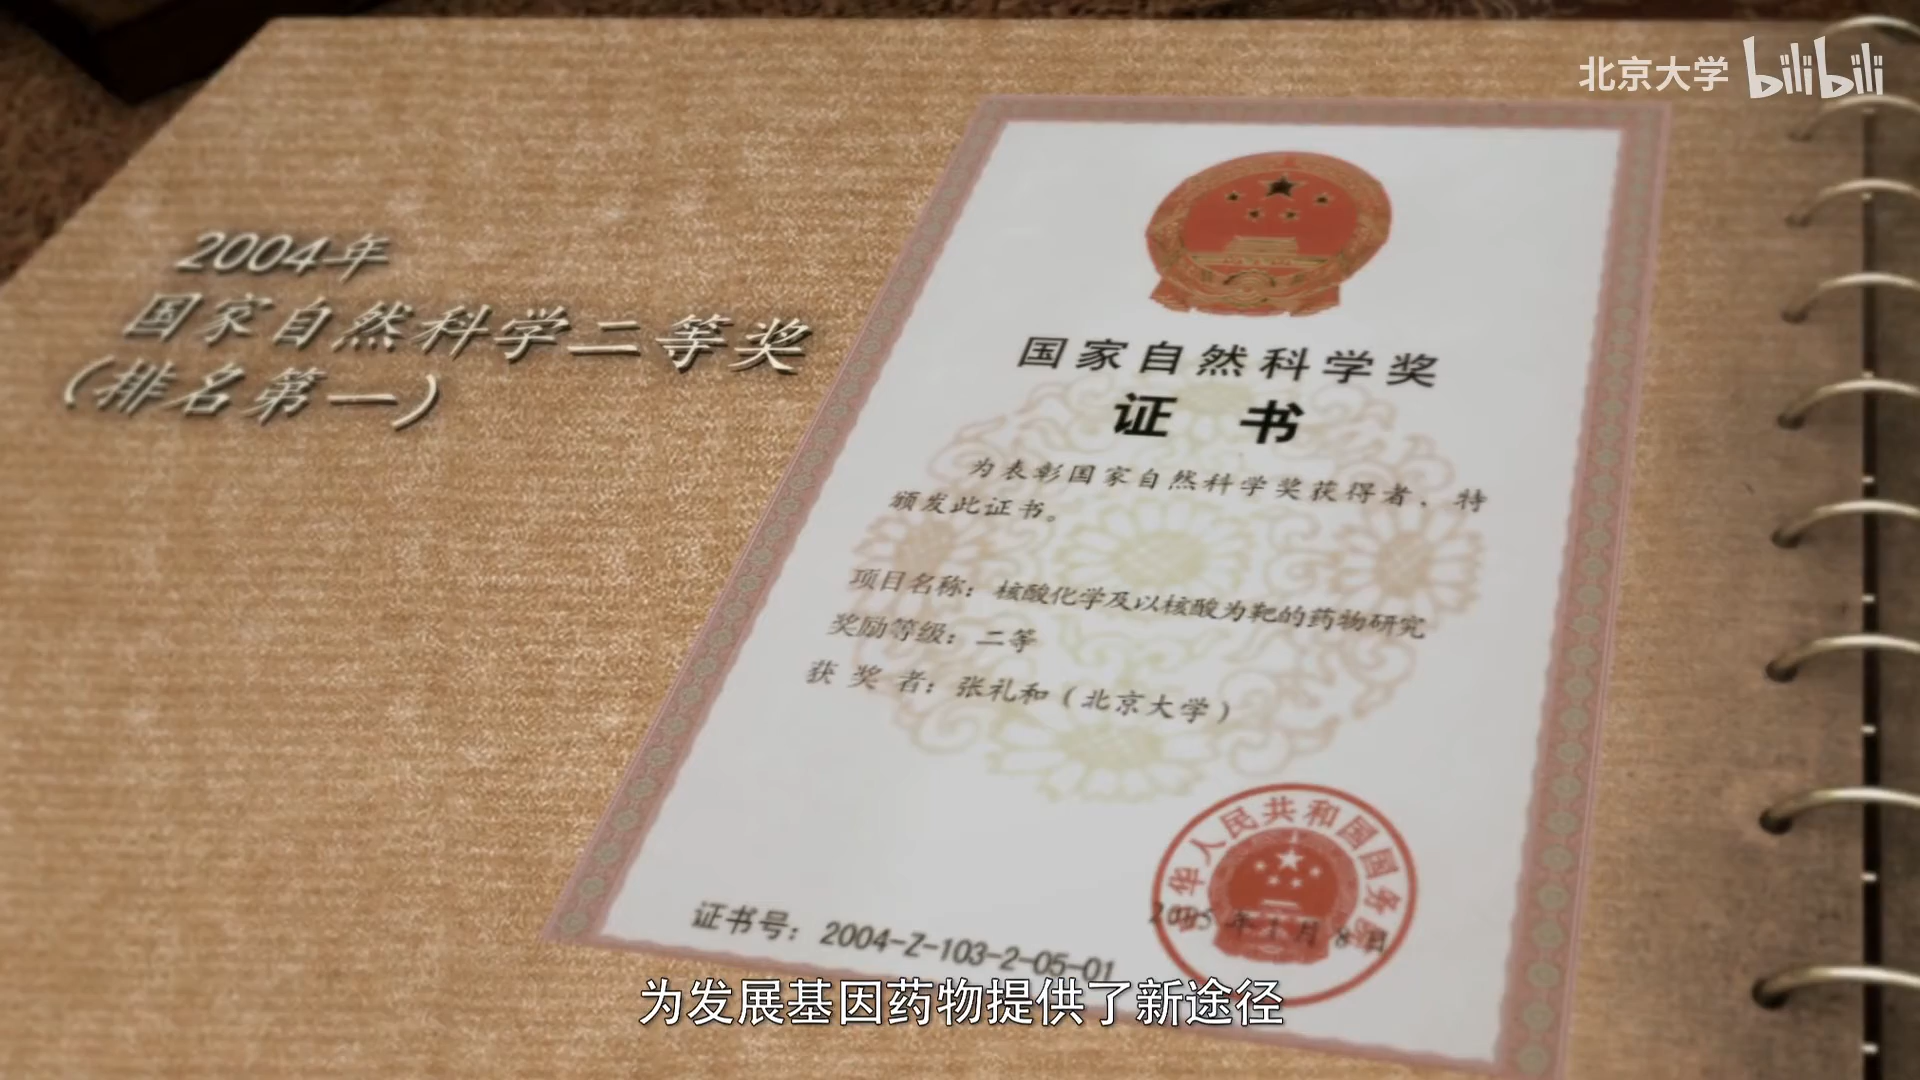 北京大学 bilibili
2004年
国家自然科学二等奖
（排名第一）
国家自然科学奖
证 书
为表彰国家自然科学奖获得者，特
颁发此证书。
项目名称：核酸化学及以核酸为靶的药物研究
奖励等级：二等
获 奖 者：张礼和（北京大学）
中华人民共和国国务院
2005年1月8日
证书号：2004-Z-103-2-05-01
为发展基因药物提供了新途径